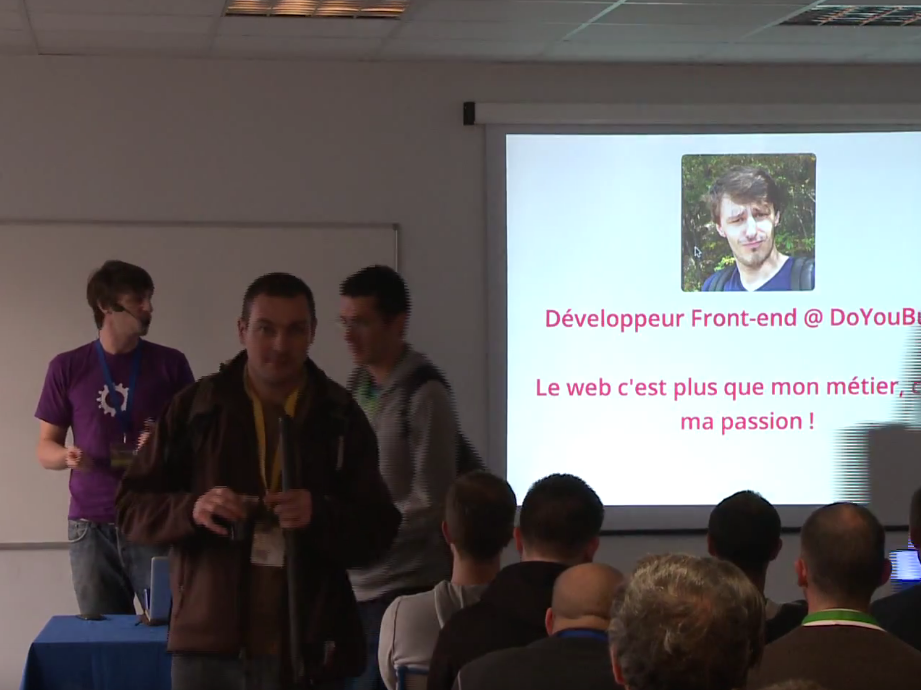 Développeur Front-end @ DoYouBu
Le web c'est plus que mon métier, c
ma passion !